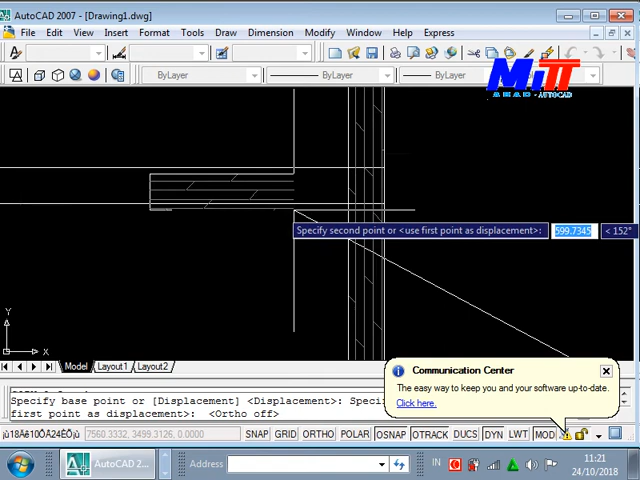 AutoCAD 2007 - [Drawing1.dwg]
File Edit View Insert Format Tools Draw Dimension Modify Window Help Express
ByLayer ByLayer ByLayer
MiTT
AHAD - AUTOCAD
Specify second point or <use first point as displacement>: 599.7345 < 152°
Y
X
Model Layout1 Layout2
Communication Center
The easy way to keep you and your software up-to-date.
Click here.
Specify base point or [Displacement] <Displacement>: Speci
first point as displacement>: <Ortho off>
7560.3332, 3499.3126, 0.0000 SNAP GRID ORTHO POLAR OSNAP OTRACK DUCS DYN LWT MOD
AutoCAD 2... Address IN 11:21
24/10/2018